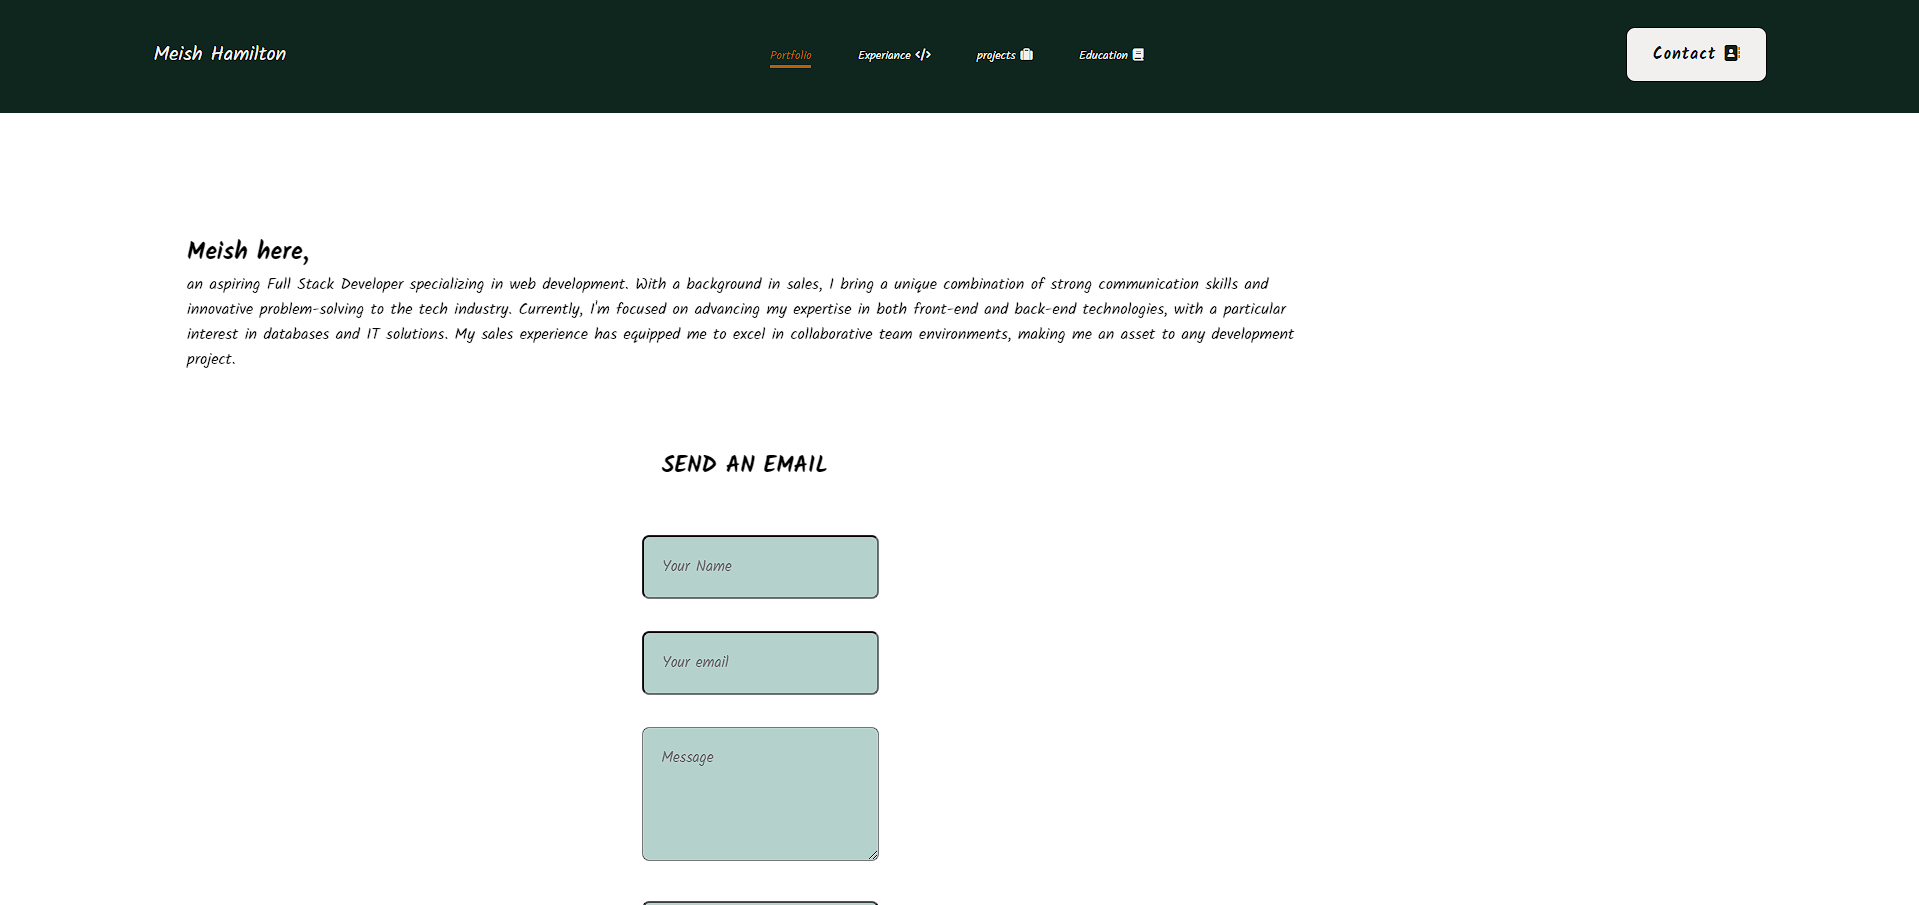 Meish Hamilton
Portfolio
Experiance
projects
Education
Contact
Meish here,
an aspiring Full Stack Developer specializing in web development. With a background in sales, I bring a unique combination of strong communication skills and
innovative problem-solving to the tech industry. Currently, I'm focused on advancing my expertise in both front-end and back-end technologies, with a particular
interest in databases and IT solutions. My sales experience has equipped me to excel in collaborative team environments, making me an asset to any development
project.
SEND AN EMAIL
Your Name
Your email
Message